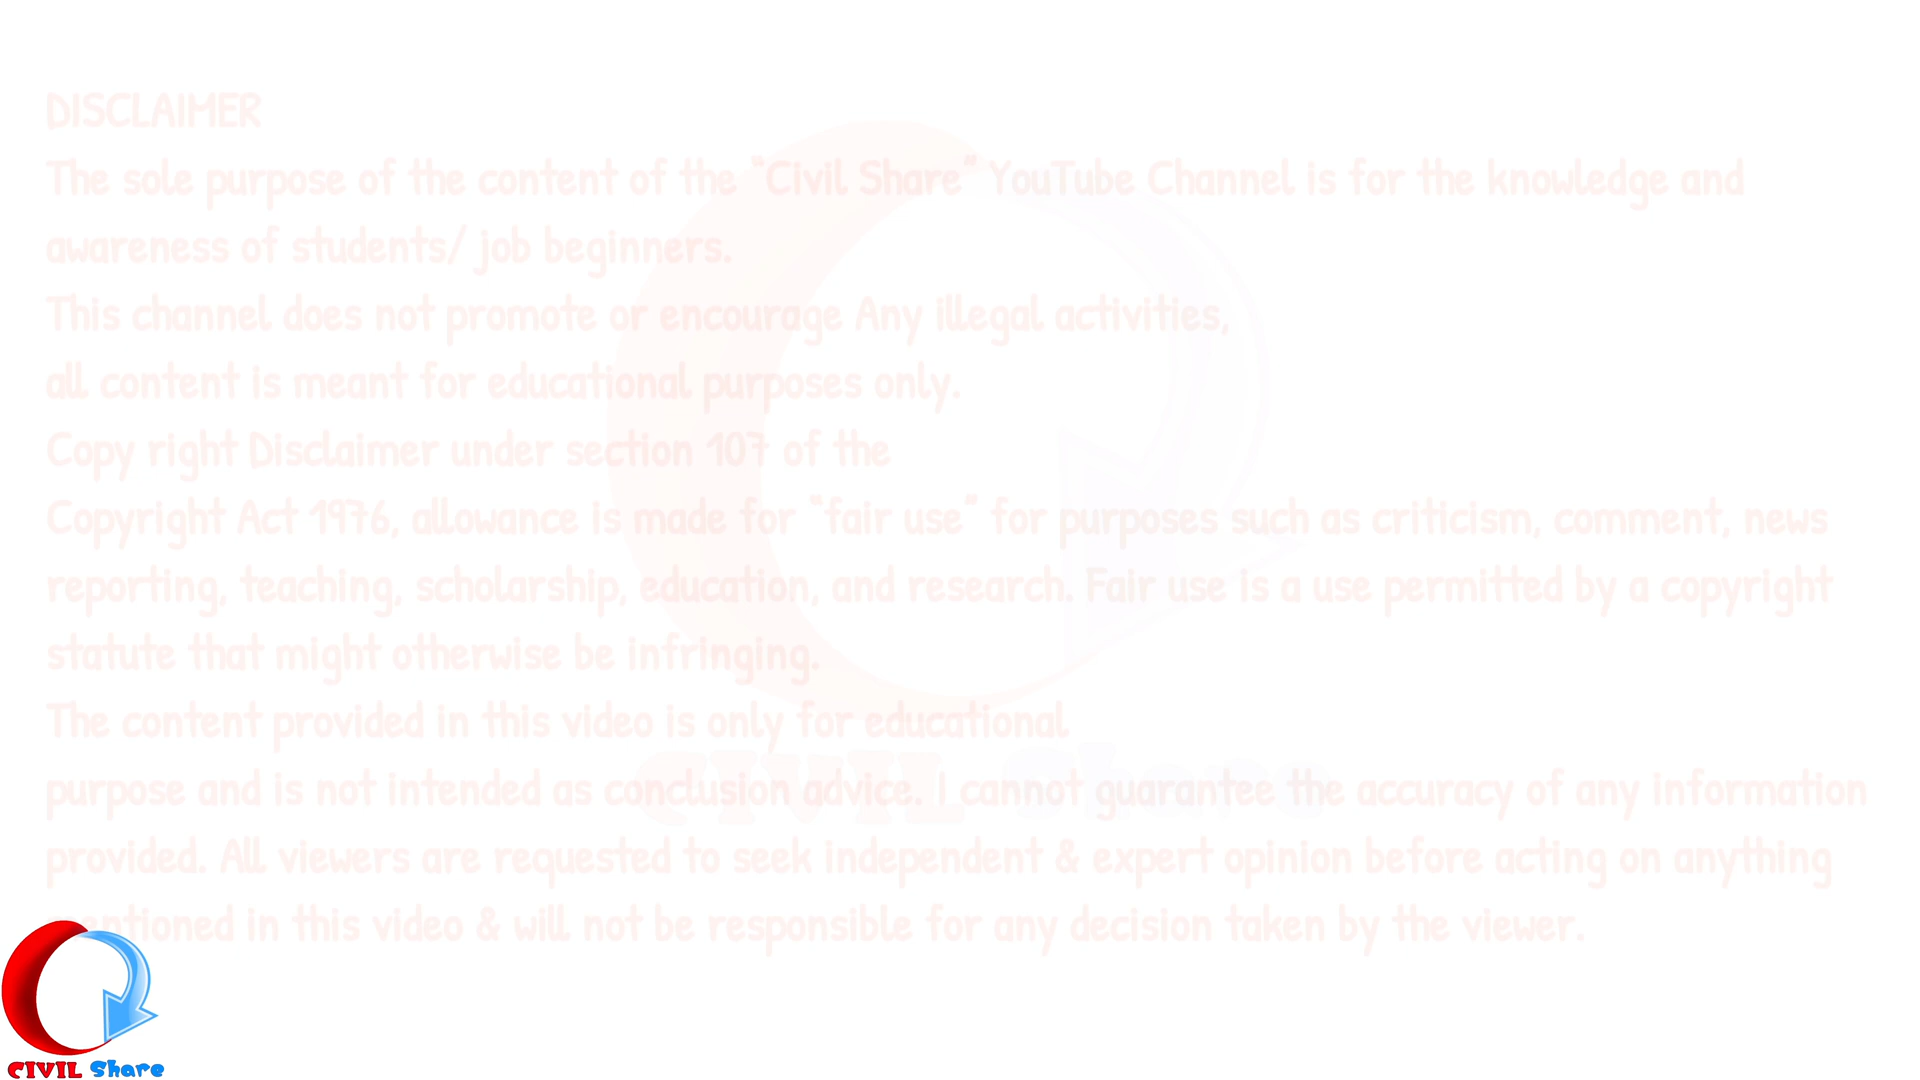 DISCLAIMER
The sole purpose of the content of the "Civil Share" YouTube Channel is for the knowledge and
awareness of students/ job beginners.
This channel does not promote or encourage Any illegal activities,
all content is meant for educational purposes only.
Copy right Disclaimer under section 107 of the
Copyright Act 1976, allowance is made for "fair use" for purposes such as criticism, comment, news
reporting, teaching, scholarship, education, and research. Fair use is a use permitted by a copyright
statute that might otherwise be infringing.
The content provided in this video is only for educational
CIVIL Share
purpose and is not intended as conclusion advice. I cannot guarantee the accuracy of any information
provided. All viewers are requested to seek independent & expert opinion before acting on anything
mentioned in this video & will not be responsible for any decision taken by the viewer.
CIVIL Share